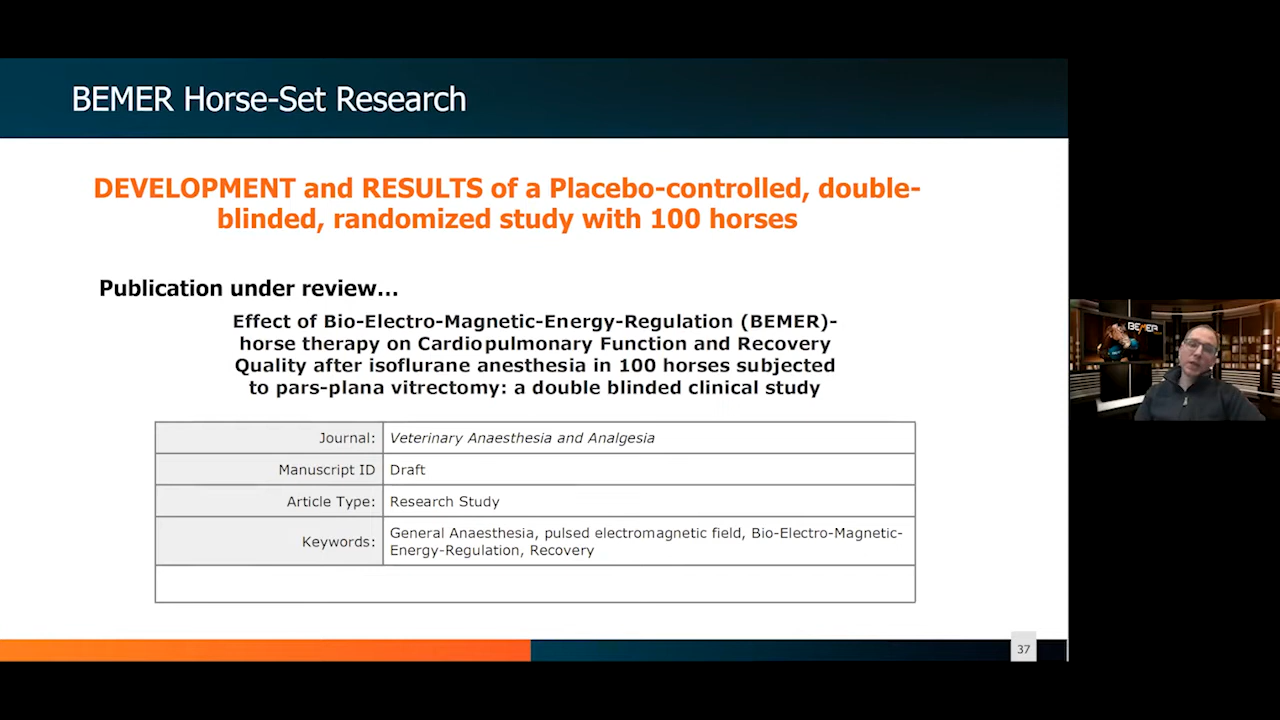 BEMER Horse-Set Research
DEVELOPMENT and RESULTS of a Placebo-controlled, double-
blinded, randomized study with 100 horses
Publication under review...
Effect of Bio-Electro-Magnetic-Energy-Regulation (BEMER)-
horse therapy on Cardiopulmonary Function and Recovery
Quality after isoflurane anesthesia in 100 horses subjected
to pars-plana vitrectomy: a double blinded clinical study
Journal: Veterinary Anaesthesia and Analgesia
Manuscript ID Draft
Article Type: Research Study
Keywords: General Anaesthesia, pulsed electromagnetic field, Bio-Electro-Magnetic-
Energy-Regulation, Recovery
37
BEMER